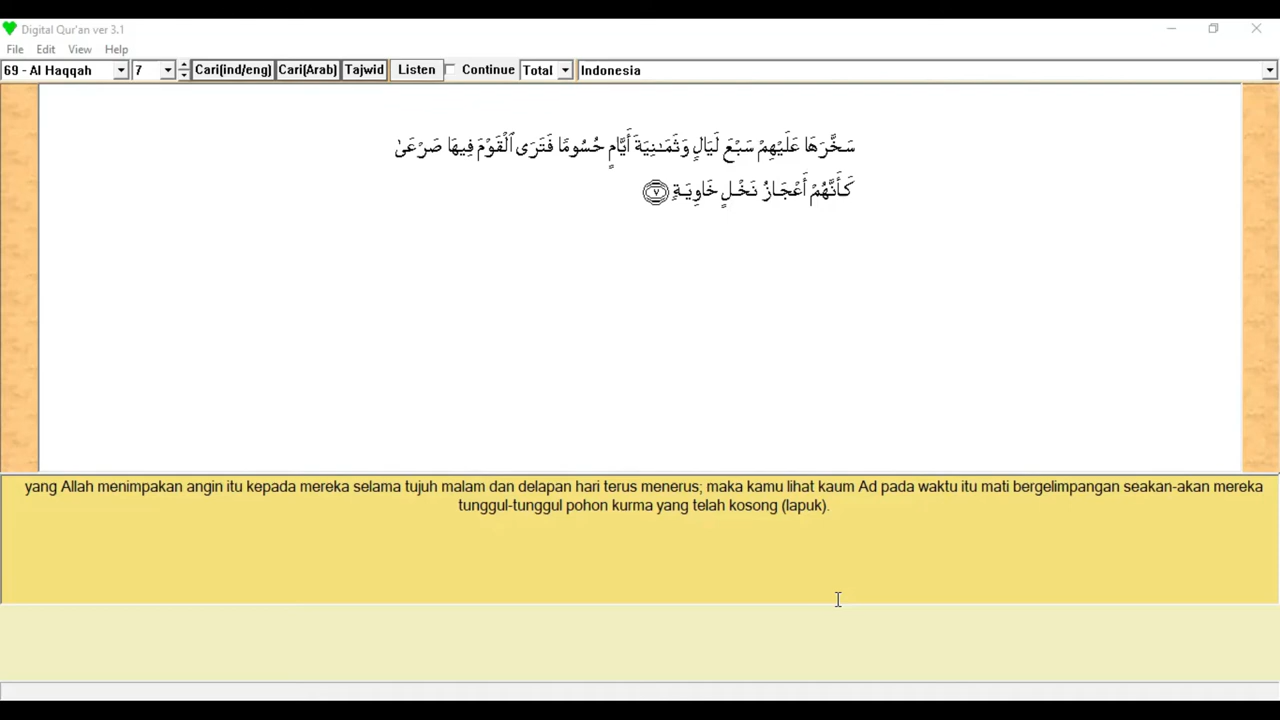 Digital Qur'an ver 3.1
File Edit View Help
69 - Al Haqqah 7 Cari(ind/eng) Cari(Arab) Tajwid Listen Continue Total Indonesia
سَخَّرَهَا عَلَيْهِمْ سَبْعَ لَيَالٍ وَثَمَـٰنِيَةَ أَيَّامٍ حُسُومًا فَتَرَى ٱلْقَوْمَ فِيهَا صَرْعَىٰ
كَأَنَّهُمْ أَعْجَازُ نَخْلٍ خَاوِيَةٍ ٧
yang Allah menimpakan angin itu kepada mereka selama tujuh malam dan delapan hari terus menerus; maka kamu lihat kaum Ad pada waktu itu mati bergelimpangan seakan-akan mereka
tunggul-tunggul pohon kurma yang telah kosong (lapuk).